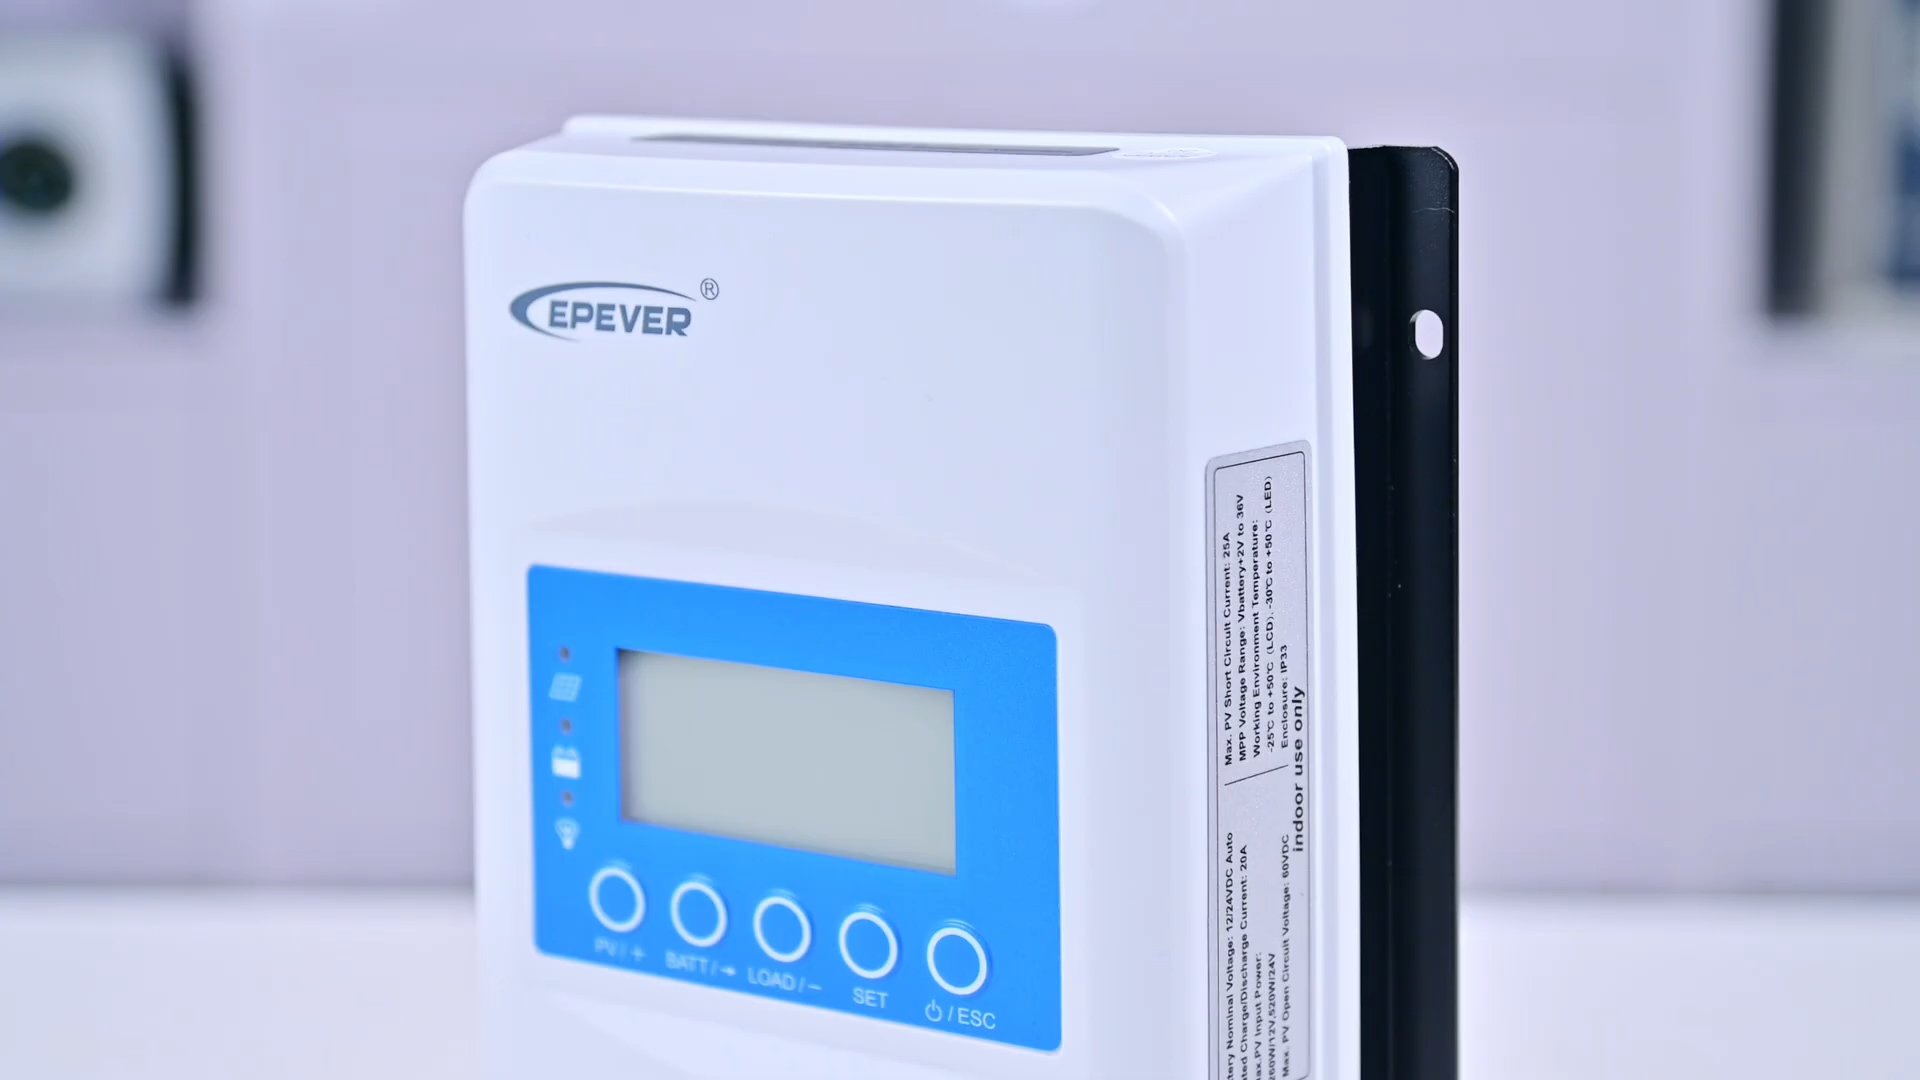 EPEVER®
PV / +
BATT / →
LOAD / −
SET
/ ESC
Max. PV Short Circuit Current: 25A
MPP Voltage Range: Vbattery+2V to 36V
Working Environment Temperature:
-25℃ to +50℃ (LCD); -30℃ to +50℃ (LED)
Enclosure: IP33
indoor use only
Nominal Voltage: 12/24VDC Auto
Charge/Discharge Current: 20A
PV Input Power:
260W/12V,520W/24V
Max. PV Open Circuit Voltage: 60VDC